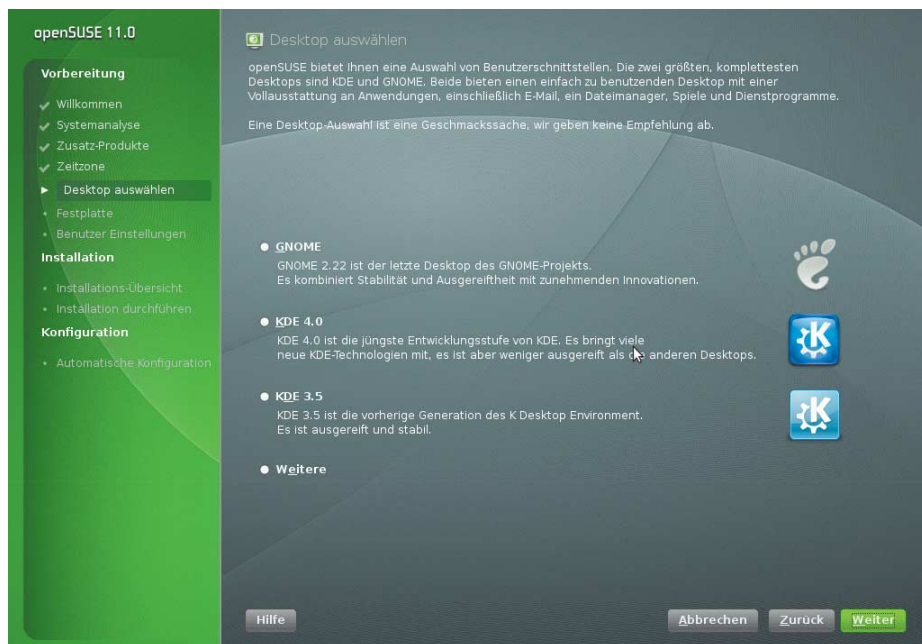 openSUSE 11.0
Vorbereitung
Willkommen
Systemanalyse
Zusatz-Produkte
Zeitzone
Desktop auswählen
Festplatte
Benutzer Einstellungen
Installation
Installations-Übersicht
Installation durchführen
Konfiguration
Automatische Konfiguration
Desktop auswählen
openSUSE bietet Ihnen eine Auswahl von Benutzerschnittstellen. Die zwei größten, komplettesten
Desktops sind KDE und GNOME. Beide bieten einen einfach zu benutzenden Desktop mit einer
Vollausstattung an Anwendungen, einschließlich E-Mail, ein Dateimanager, Spiele und Dienstprogramme.
Eine Desktop-Auswahl ist eine Geschmackssache, wir geben keine Empfehlung ab.
GNOME
GNOME 2.22 ist der letzte Desktop des GNOME-Projekts.
Es kombiniert Stabilität und Ausgereiftheit mit zunehmenden Innovationen.
KDE 4.0
KDE 4.0 ist die jüngste Entwicklungsstufe von KDE. Es bringt viele
neue KDE-Technologien mit, es ist aber weniger ausgereift als die anderen Desktops.
KDE 3.5
KDE 3.5 ist die vorherige Generation des K Desktop Environment.
Es ist ausgereift und stabil.
Weitere
Hilfe
Abbrechen
Zurück
Weiter